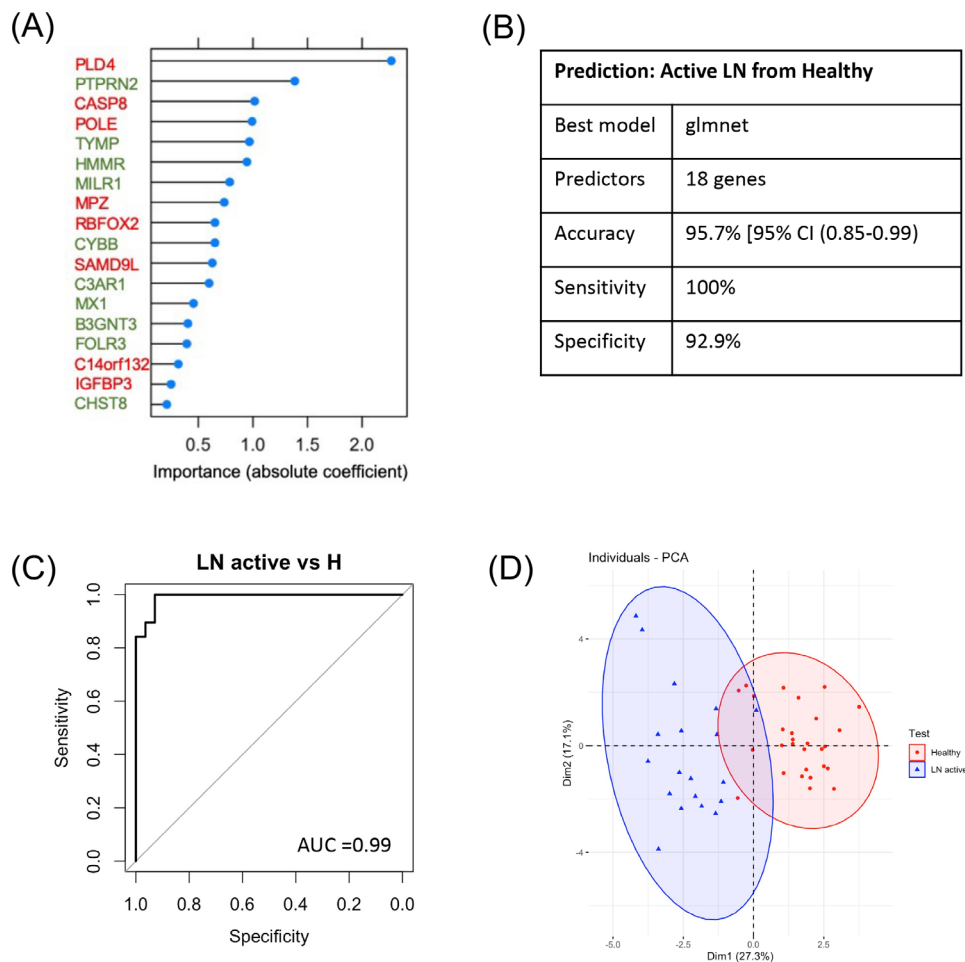 (A)
PLD4
PTPRN2
CASP8
POLE
TYMP
HMMR
MILR1
MPZ
RBFOX2
CYBB
SAMD9L
C3AR1
MX1
B3GNT3
FOLR3
C14orf132
IGFBP3
CHST8
0.5 1.0 1.5 2.0
Importance (absolute coefficient)
(B)
Prediction: Active LN from Healthy
Best model glmnet
Predictors 18 genes
Accuracy 95.7% [95% CI (0.85-0.99)
Sensitivity 100%
Specificity 92.9%
(C)
LN active vs H
Sensitivity
1.0
0.8
0.6
0.4
0.2
0.0
AUC =0.99
1.0 0.8 0.6 0.4 0.2 0.0
Specificity
(D)
Individuals - PCA
Dim2 (17.1%)
4
0
-4
-5.0 -2.5 0.0 2.5
Dim1 (27.3%)
Test
Healthy
LN active